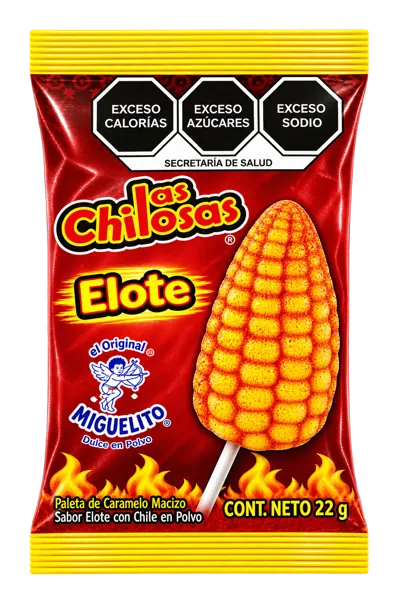 EXCESO
CALORÍAS
EXCESO
AZÚCARES
EXCESO
SODIO
SECRETARÍA DE SALUD
Las
Chilosas
®
Elote
el Original ®
MIGUELITO ®
Dulce en Polvo
Paleta de Caramelo Macizo
Sabor Elote con Chile en Polvo
CONT. NETO 22 g